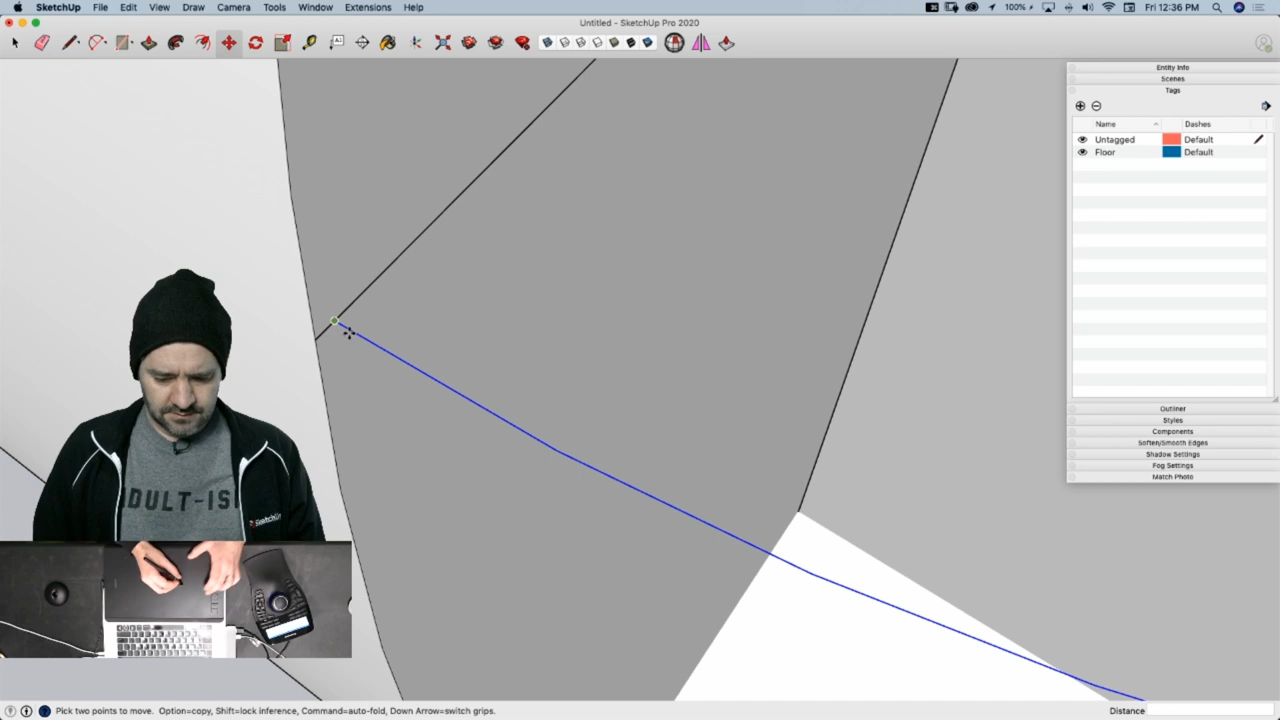 SketchUp File Edit View Draw Camera Tools Window Extensions Help
100% Fri 12:36 PM
Untitled - SketchUp Pro 2020
Entity Info
Scenes
Tags
Name Dashes
Untagged Default
Floor Default
Outliner
Styles
Components
Soften/Smooth Edges
Shadow Settings
Fog Settings
Match Photo
DULT-IS
SketchUp
Pick two points to move. Option=copy, Shift=lock inference, Command=auto-fold, Down Arrow=switch grips.
Distance